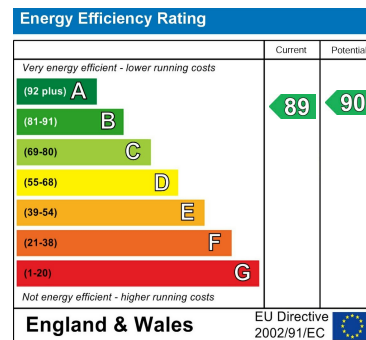 Energy Efficiency Rating
Current Potential
Very energy efficient - lower running costs
(92 plus) A
(81-91) B
89
90
(69-80) C
(55-68) D
(39-54) E
(21-38) F
(1-20) G
Not energy efficient - higher running costs
England & Wales
EU Directive
2002/91/EC